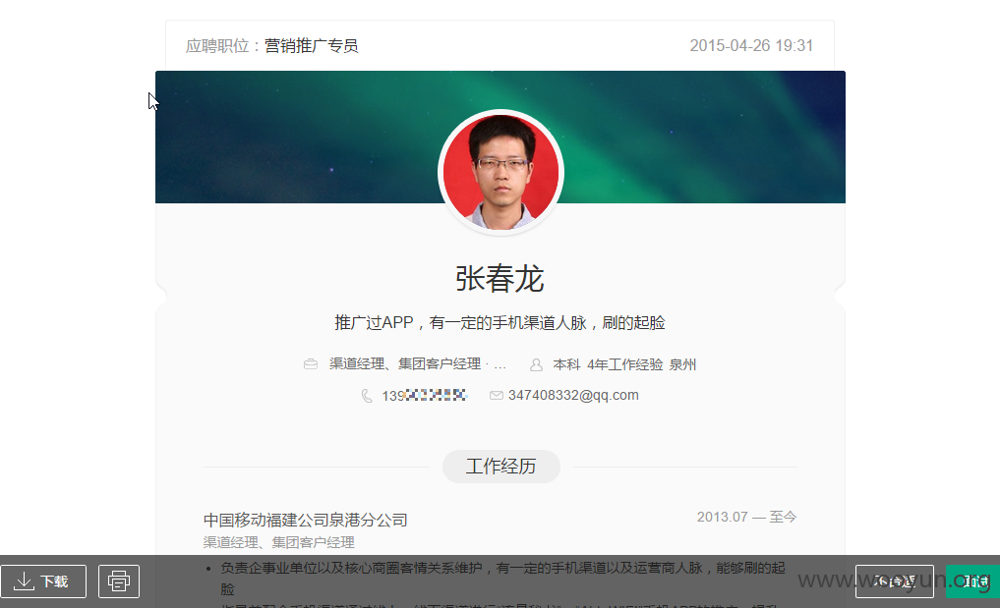 应聘职位：营销推广专员 2015-04-26 19:31
张春龙
推广过APP，有一定的手机渠道人脉，刷的起脸
渠道经理、集团客户经理 · … 本科 4年工作经验 泉州
139 347408332@qq.com
工作经历
中国移动福建公司泉港分公司 2013.07 — 至今
渠道经理、集团客户经理
• 负责企事业单位以及核心商圈客情关系维护，有一定的手机渠道以及运营商人脉，能够刷的起
脸
下载 www.wooyun.org 不合适